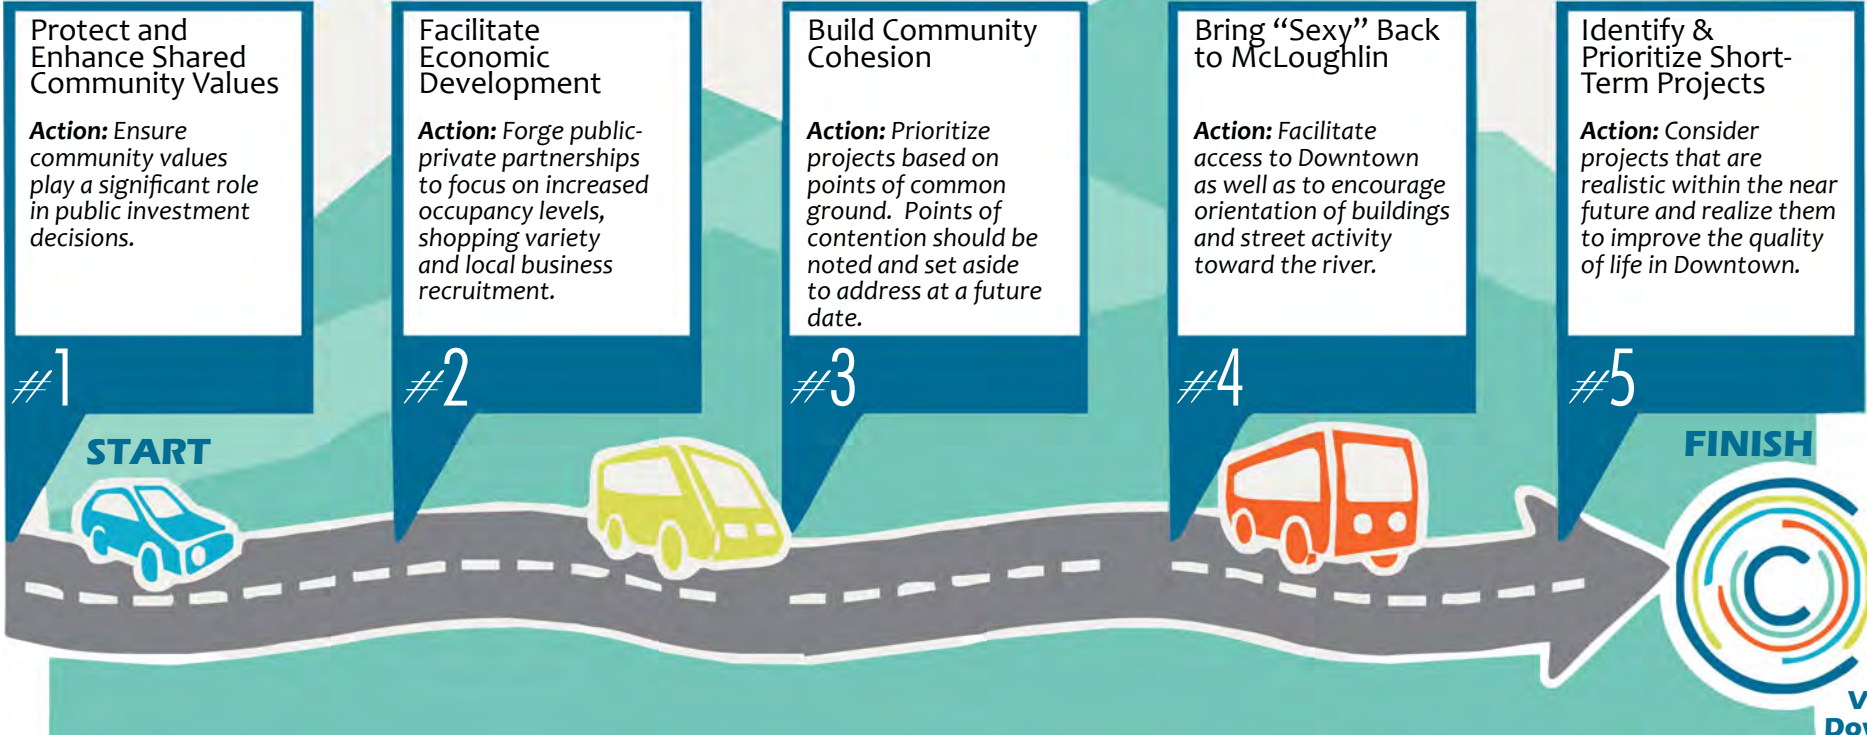 Protect and
Enhance Shared
Community Values
Action: Ensure
community values
play a significant role
in public investment
decisions.
#1
START
Facilitate
Economic
Development
Action: Forge public-
private partnerships
to focus on increased
occupancy levels,
shopping variety
and local business
recruitment.
#2
Build Community
Cohesion
Action: Prioritize
projects based on
points of common
ground. Points of
contention should be
noted and set aside
to address at a future
date.
#3
Bring “Sexy” Back
to McLoughlin
Action: Facilitate
access to Downtown
as well as to encourage
orientation of buildings
and street activity
toward the river.
#4
Identify &
Prioritize Short-
Term Projects
Action: Consider
projects that are
realistic within the near
future and realize them
to improve the quality
of life in Downtown.
#5
FINISH
C